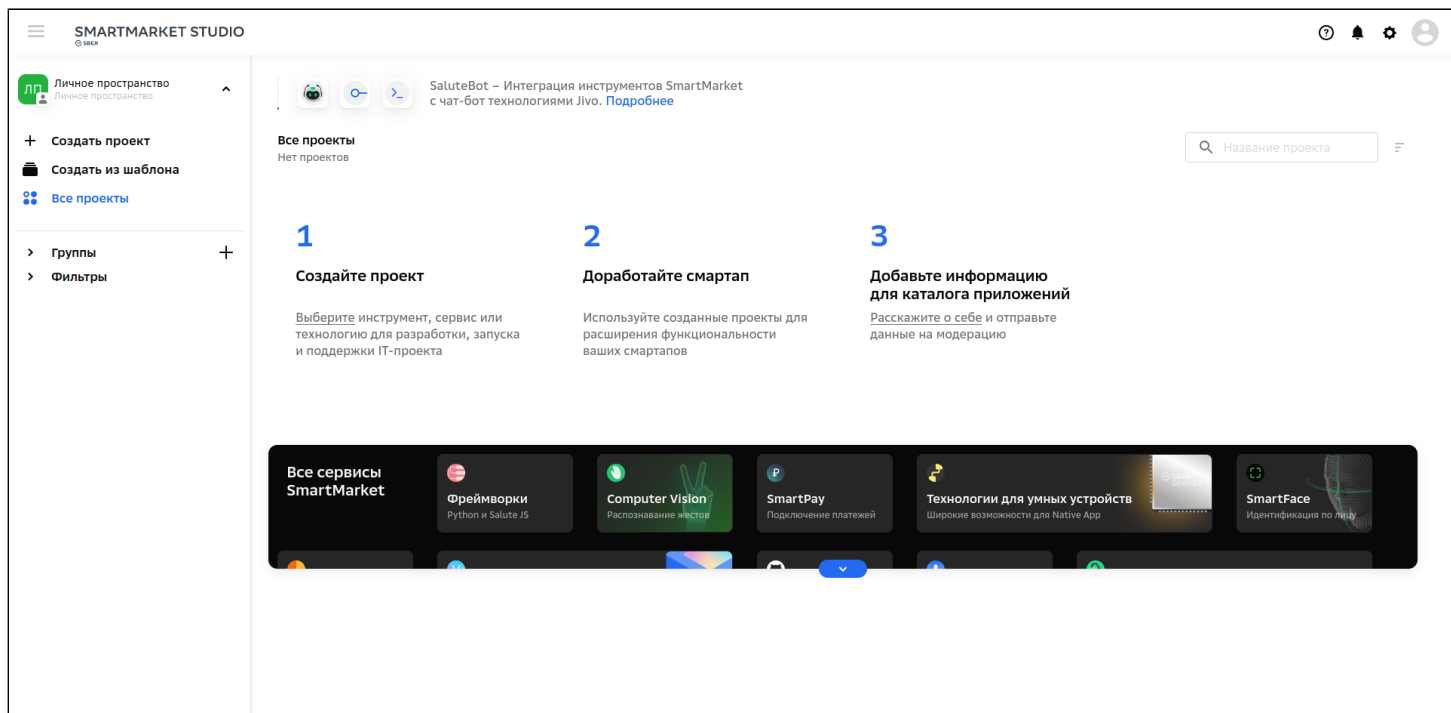 SMARTMARKET STUDIO
SBER
ЛП
Личное пространство
Личное пространство
Создать проект
Создать из шаблона
Все проекты
Группы
Фильтры
SaluteBot – Интеграция инструментов SmartMarket
с чат-бот технологиями Jivo. Подробнее
Все проекты
Нет проектов
Название проекта
1
Создайте проект
Выберите инструмент, сервис или
технологию для разработки, запуска
и поддержки IT-проекта
2
Доработайте смартап
Используйте созданные проекты для
расширения функциональности
ваших смартапов
3
Добавьте информацию
для каталога приложений
Расскажите о себе и отправьте
данные на модерацию
Все сервисы
SmartMarket
Фреймворки
Python и Salute JS
Computer Vision
Распознавание жестов
SmartPay
Подключение платежей
Технологии для умных устройств
Широкие возможности для Native App
SmartFace
Идентификация по лицу